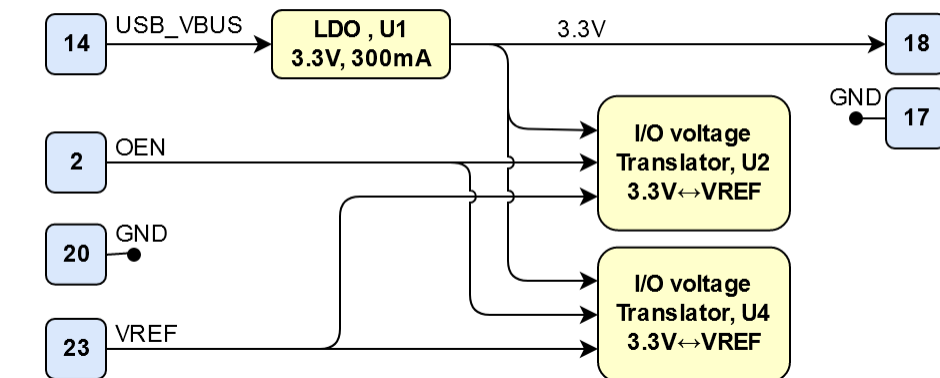 14
USB_VBUS
LDO , U1
3.3V, 300mA
3.3V
18
GND
17
2
OEN
I/O voltage
Translator, U2
3.3V↔VREF
20
GND
23
VREF
I/O voltage
Translator, U4
3.3V↔VREF